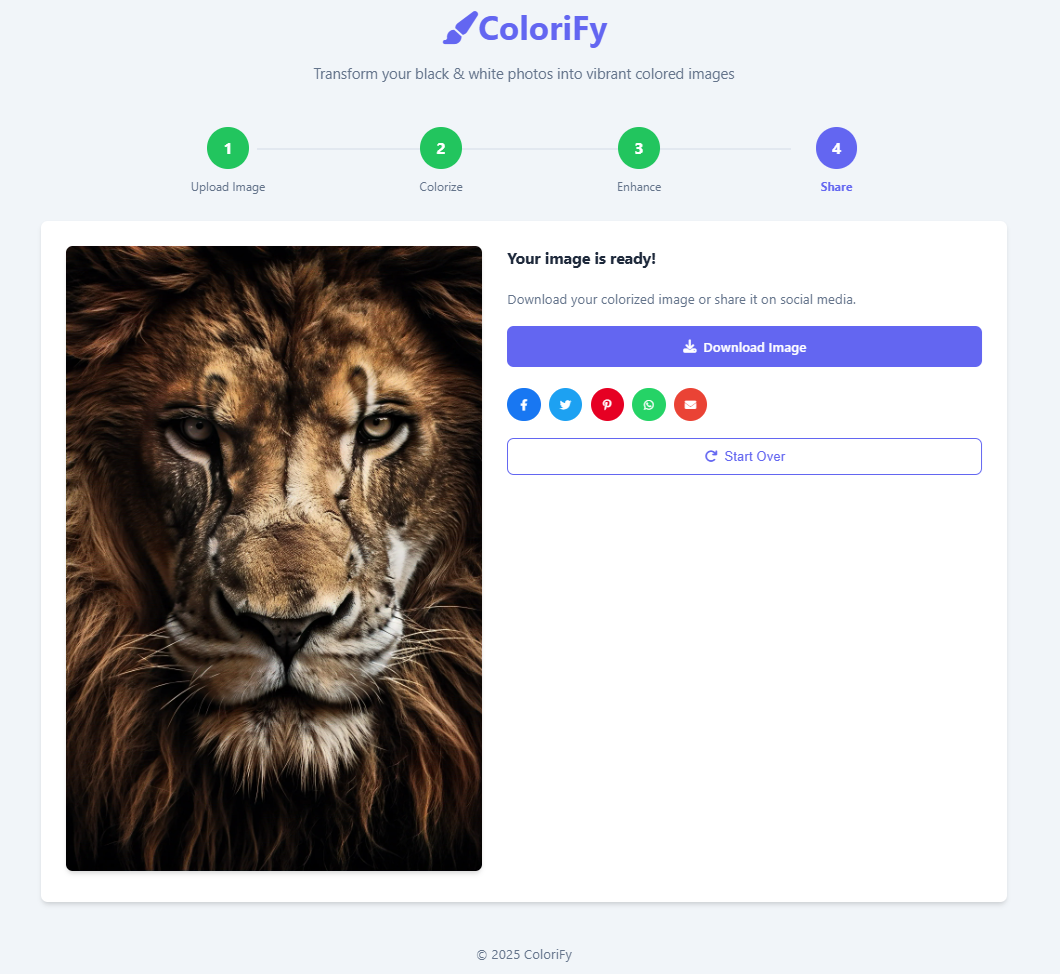 ColoriFy
Transform your black & white photos into vibrant colored images
1
2
3
4
Upload Image
Colorize
Enhance
Share
Your image is ready!
Download your colorized image or share it on social media.
Download Image
Start Over
© 2025 ColoriFy